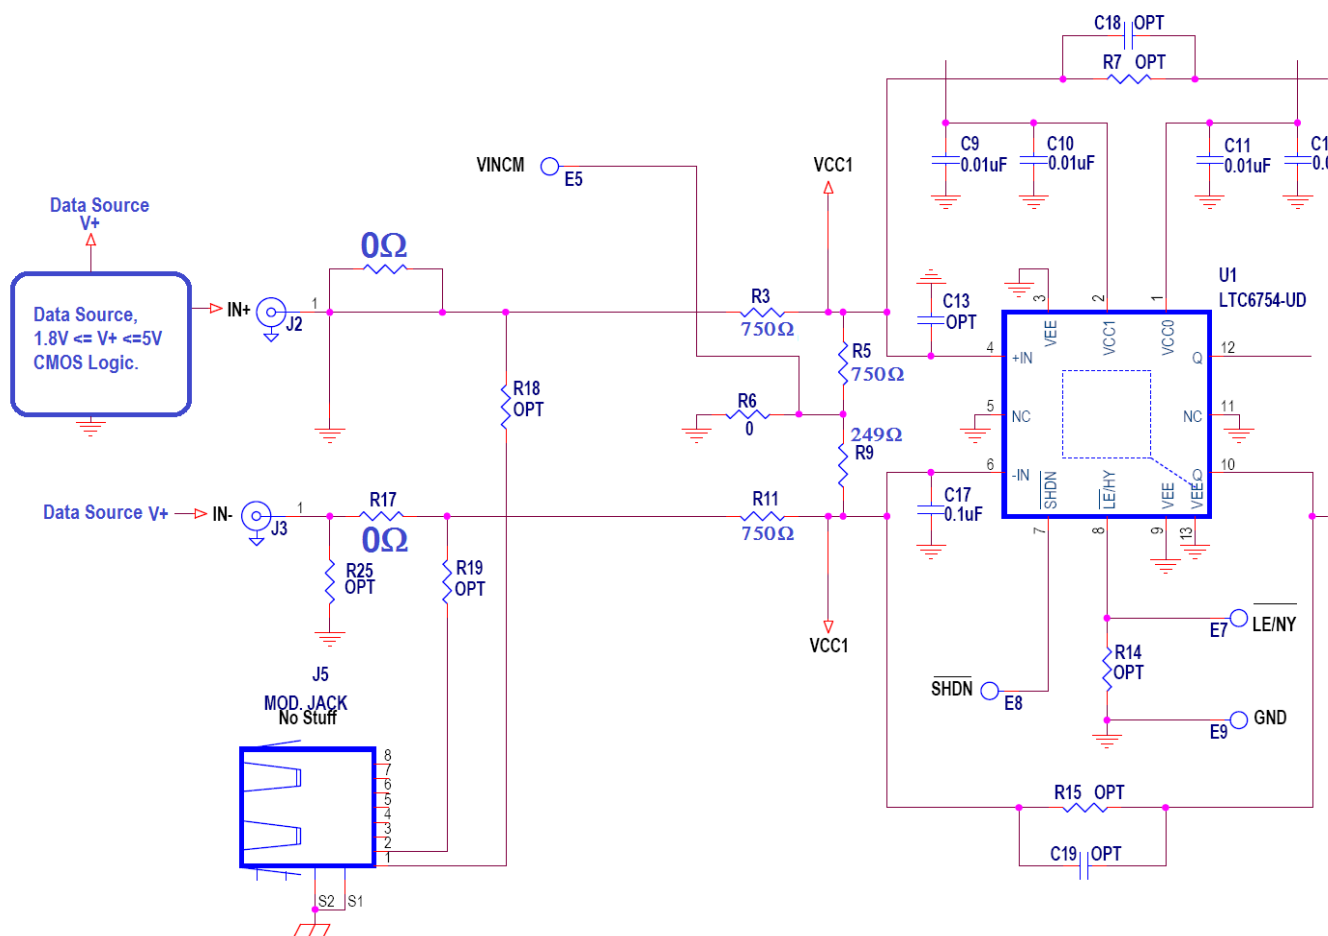 C18 OPT
R7 OPT
C9
0.01uF
C10
0.01uF
C11
0.01uF
VINCM
E5
VCC1
Data Source
V+
0Ω
Data Source,
1.8V <= V+ <=5V
CMOS Logic.
IN+
1
J2
R3
750Ω
C13
OPT
U1
LTC6754-UD
3
2
1
VEE
VCC1
VCC0
4
+IN
Q
12
R5
750Ω
R18
OPT
R6
0
5
NC
NC
11
249Ω
R9
6
-IN
SHDN
LE/HY
VEE
VEE
Q
10
Data Source V+
IN-
1
J3
R17
0Ω
R11
750Ω
C17
0.1uF
7
8
9
13
R25
OPT
R19
OPT
VCC1
E7
LE/NY
R14
OPT
SHDN
E8
E9
GND
J5
MOD. JACK
No Stuff
8
7
6
5
4
3
2
1
S2
S1
R15 OPT
C19 OPT